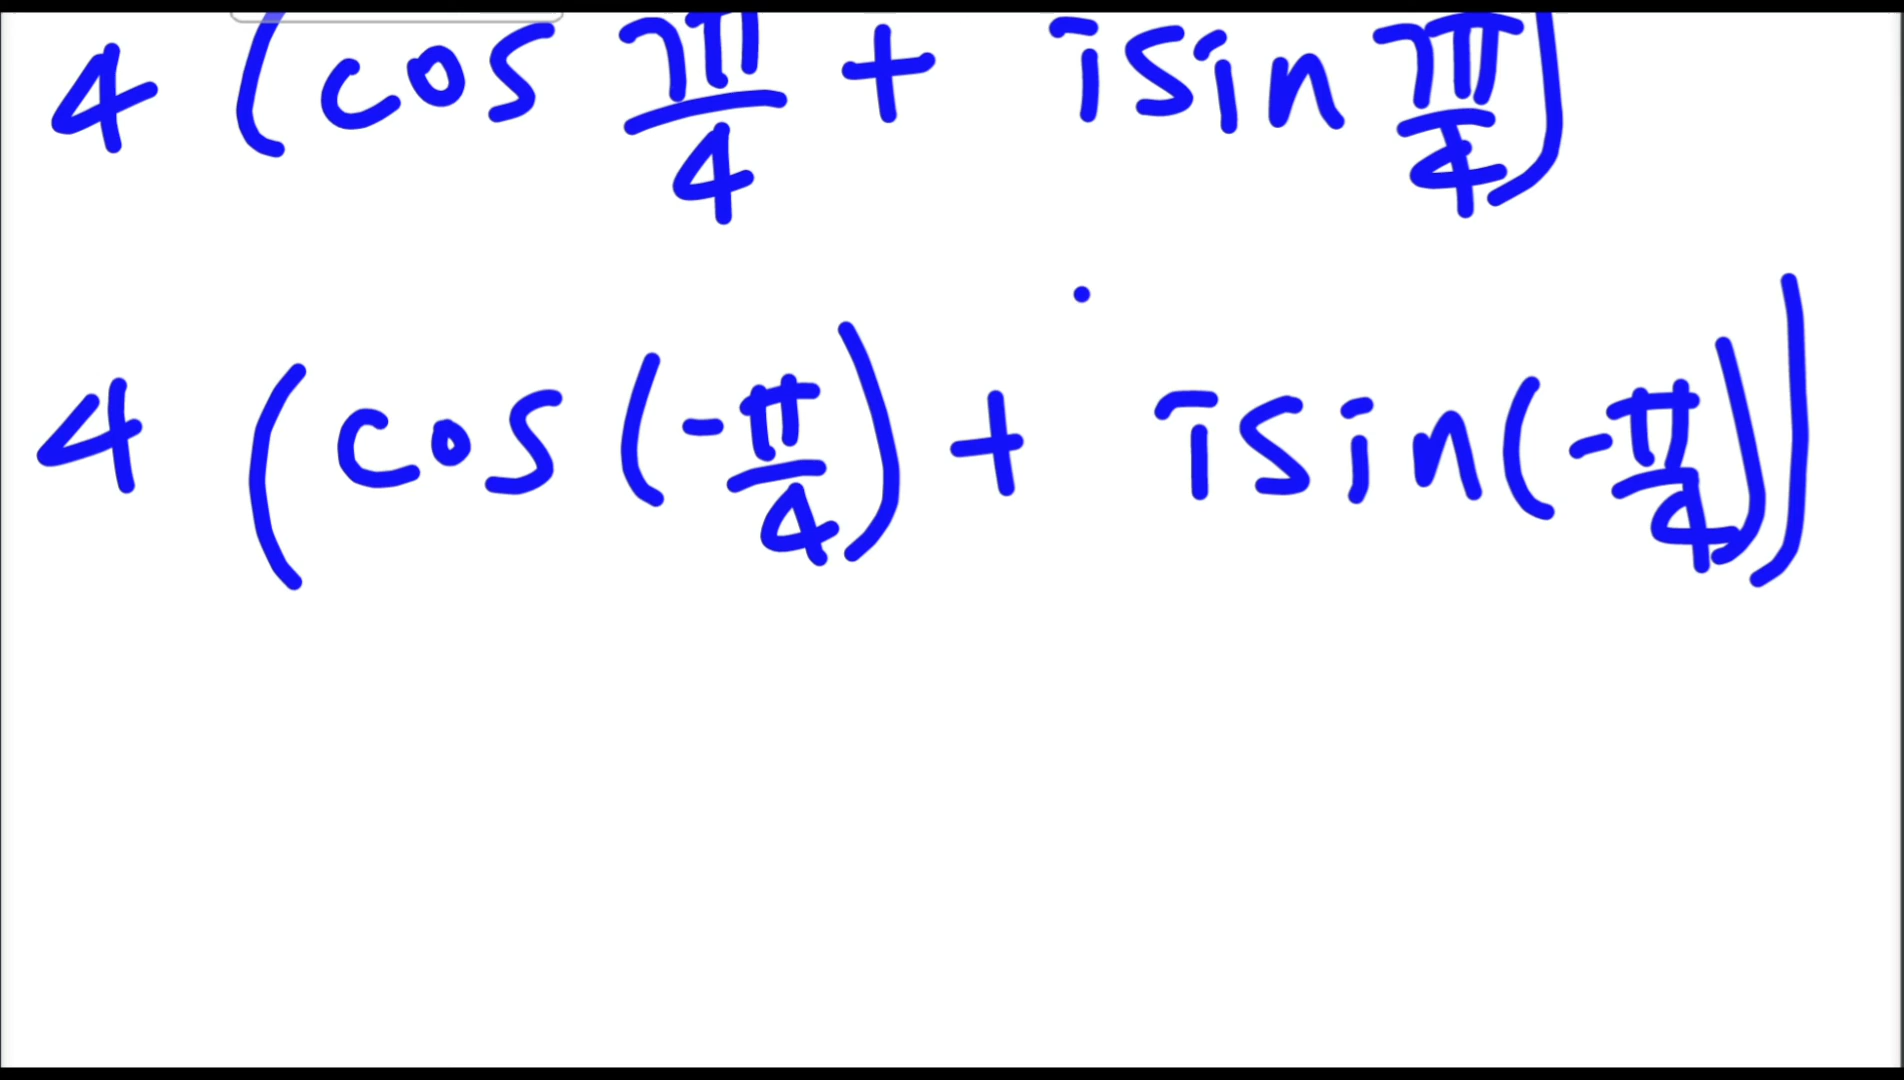 4 (cos 7π/4 + i sin 7π/4)
4 (cos (-π/4) + i sin (-π/4))